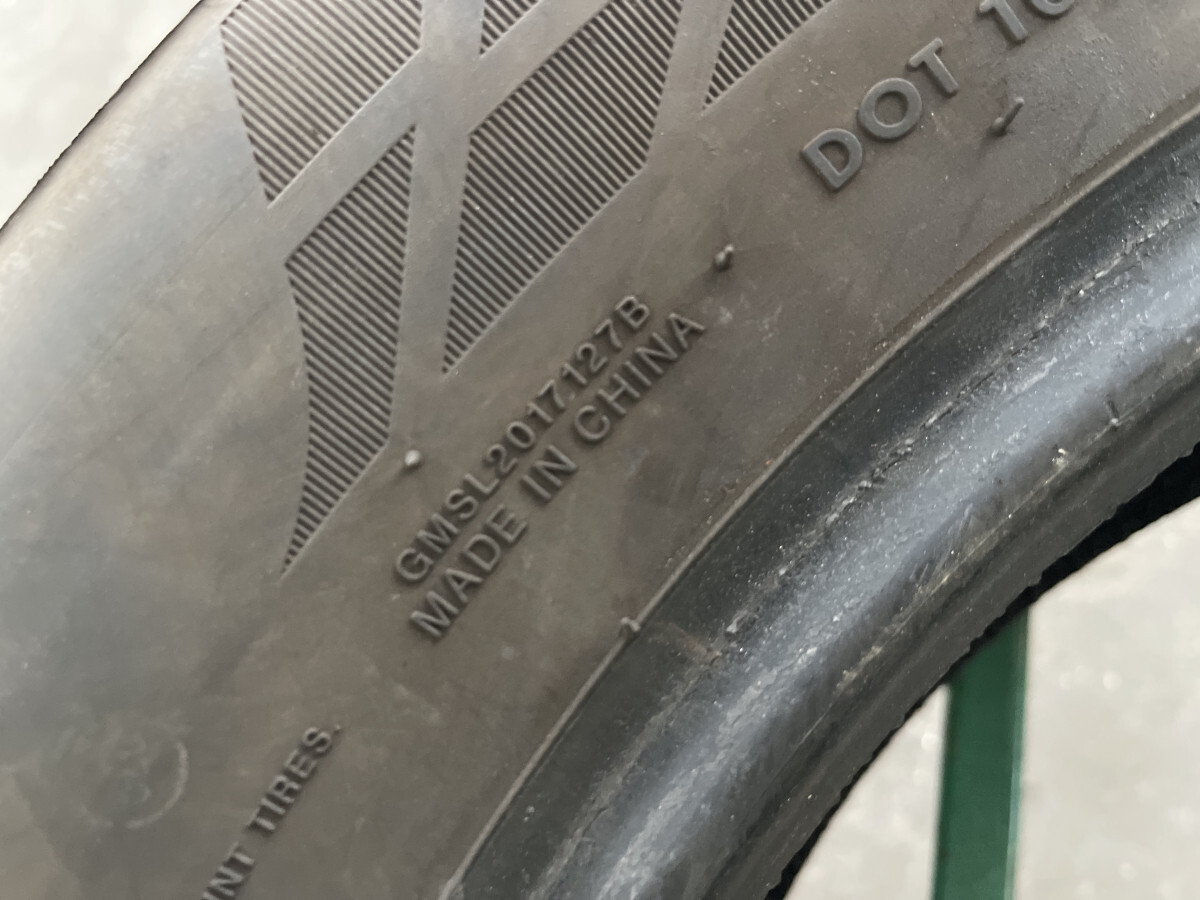 DOT
GMSL2017127B
MADE IN CHINA
TIRES.